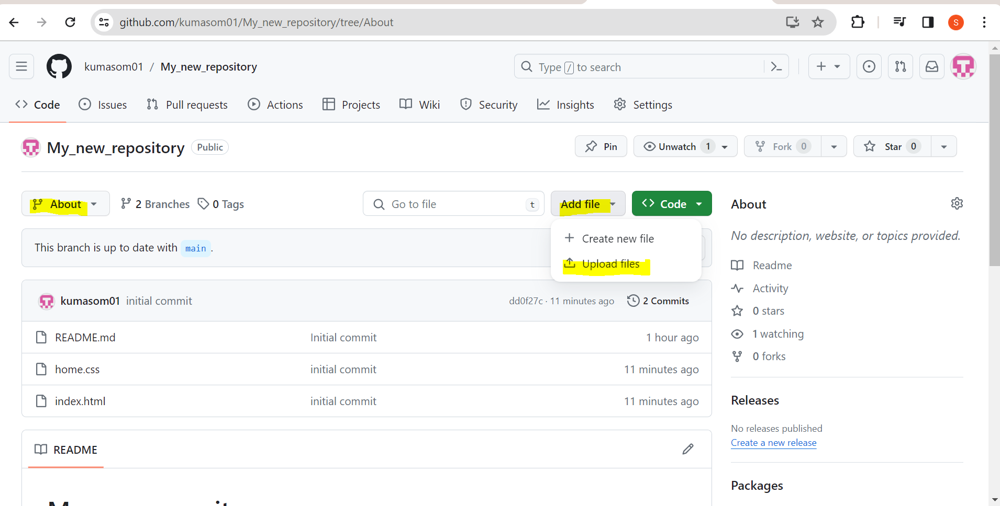 github.com/kumasom01/My_new_repository/tree/About
S
kumasom01 / My_new_repository
Type / to search
Code Issues Pull requests Actions Projects Wiki Security Insights Settings
My_new_repository Public
Pin Unwatch 1 Fork 0 Star 0
About 2 Branches 0 Tags Go to file t Add file Code
About
Create new file
Upload files
No description, website, or topics provided.
This branch is up to date with main .
Readme
Activity
0 stars
1 watching
0 forks
kumasom01 initial commit dd0f27c · 11 minutes ago 2 Commits
README.md Initial commit 1 hour ago
home.css initial commit 11 minutes ago
index.html initial commit 11 minutes ago
Releases
No releases published
Create a new release
README
Packages